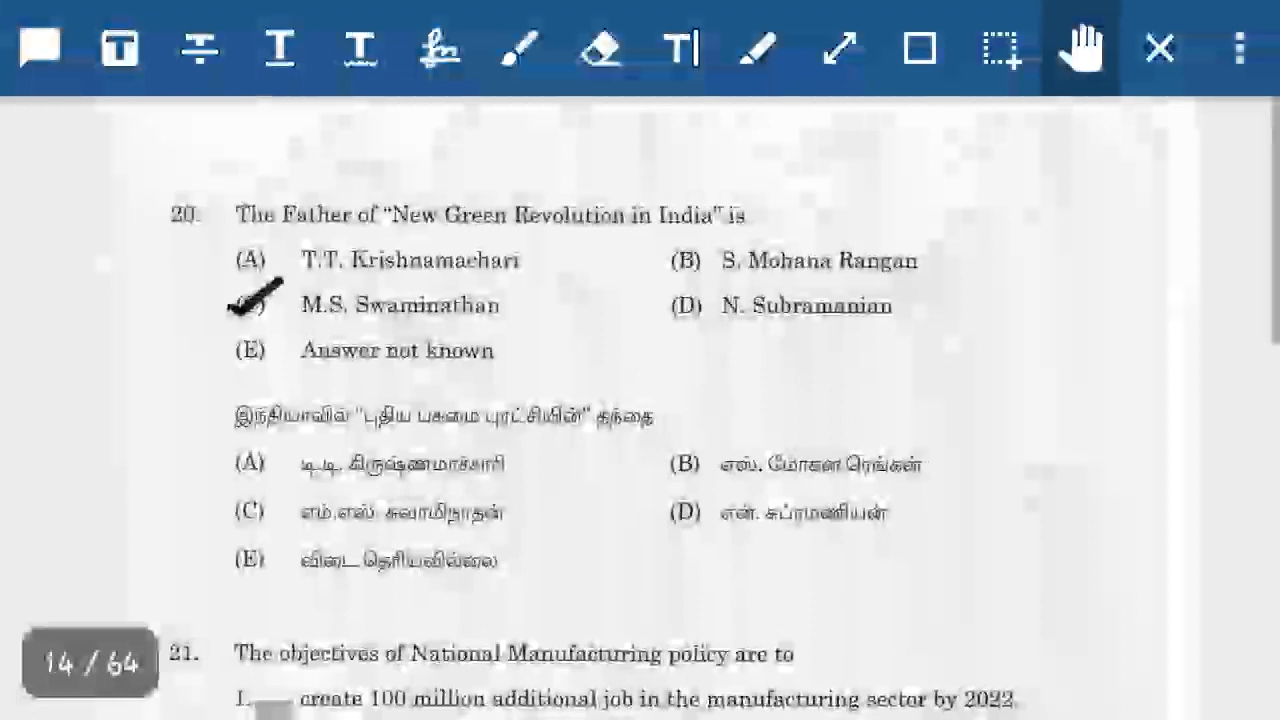 20. The Father of “New Green Revolution in India” is
(A) T.T. Krishnamachari (B) S. Mohana Rangan
M.S. Swaminathan (D) N. Subramanian
(E) Answer not known
இந்தியாவில் “புதிய பசுமை புரட்சியின்” தந்தை
(A) டி.டி. கிருஷ்ணமாச்சாரி (B) எஸ். மோகன ரெங்கன்
(C) எம்.எஸ். சுவாமிநாதன் (D) என். சுப்ரமணியன்
(E) விடை தெரியவில்லை
14 / 64
21. The objectives of National Manufacturing policy are to
I. create 100 million additional job in the manufacturing sector by 2022.